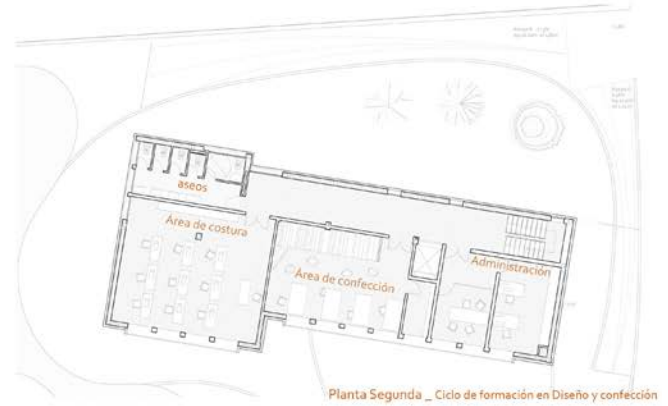 aseos
Área de costura
Área de confección
Administración
Planta Segunda _ Ciclo de formación en Diseño y confección